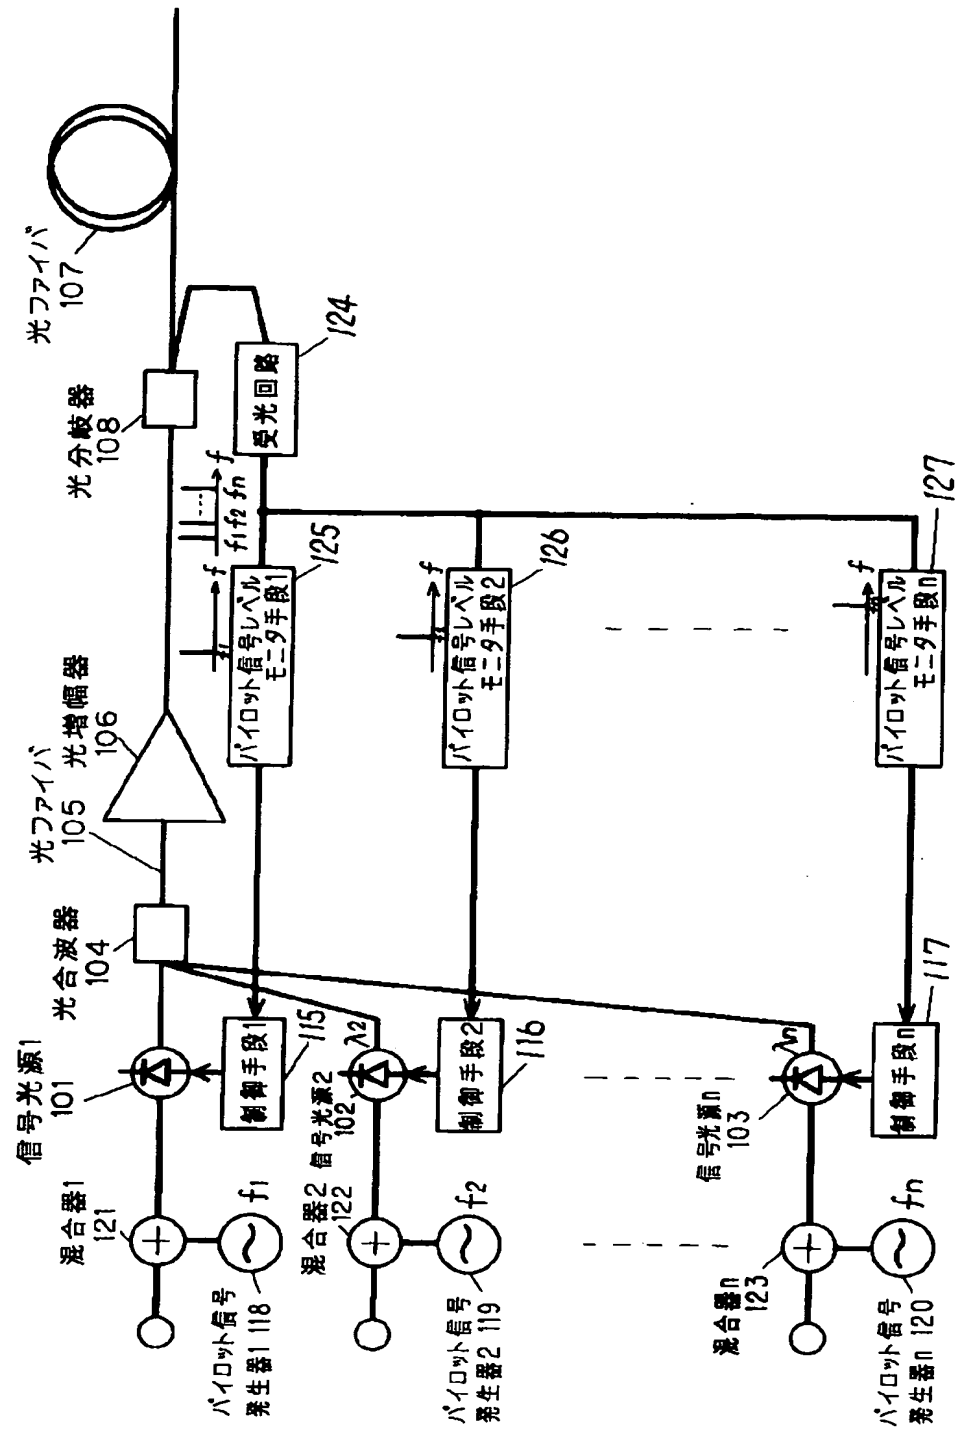 信号光源1
101
光合波器
104
光ファイバ
105
光増幅器
106
光分岐器
108
光ファイバ
107
混合器1
121
f1
パイロット信号
発生器1 118
制御手段1
115
パイロット信号レベル
モニタ手段1
125
f
f1
f1 f2 fn
f
受光回路
124
混合器2
122
信号光源2
102
λ2
f2
パイロット信号
発生器2 119
制御手段2
116
パイロット信号レベル
モニタ手段2
126
f
f2
混合器n
123
信号光源n
103
λn
fn
パイロット信号
発生器n 120
制御手段n
117
パイロット信号レベル
モニタ手段n
127
f
fn